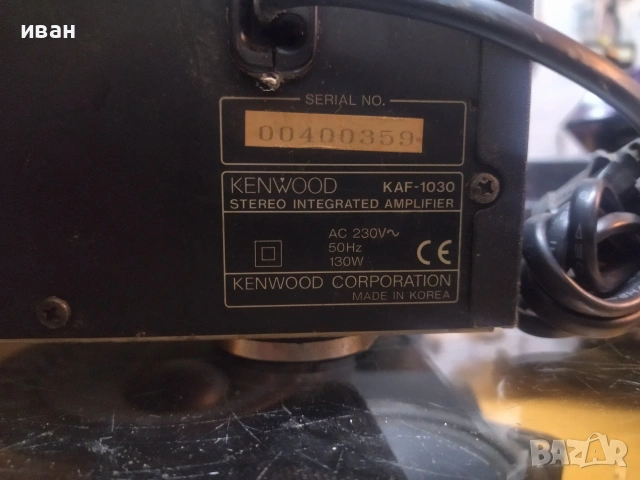 иван
SERIAL NO.
00400359
KENWOOD KAF-1030
STEREO INTEGRATED AMPLIFIER
AC 230V~
50Hz
130W
CE
KENWOOD CORPORATION
MADE IN KOREA
BAZAR